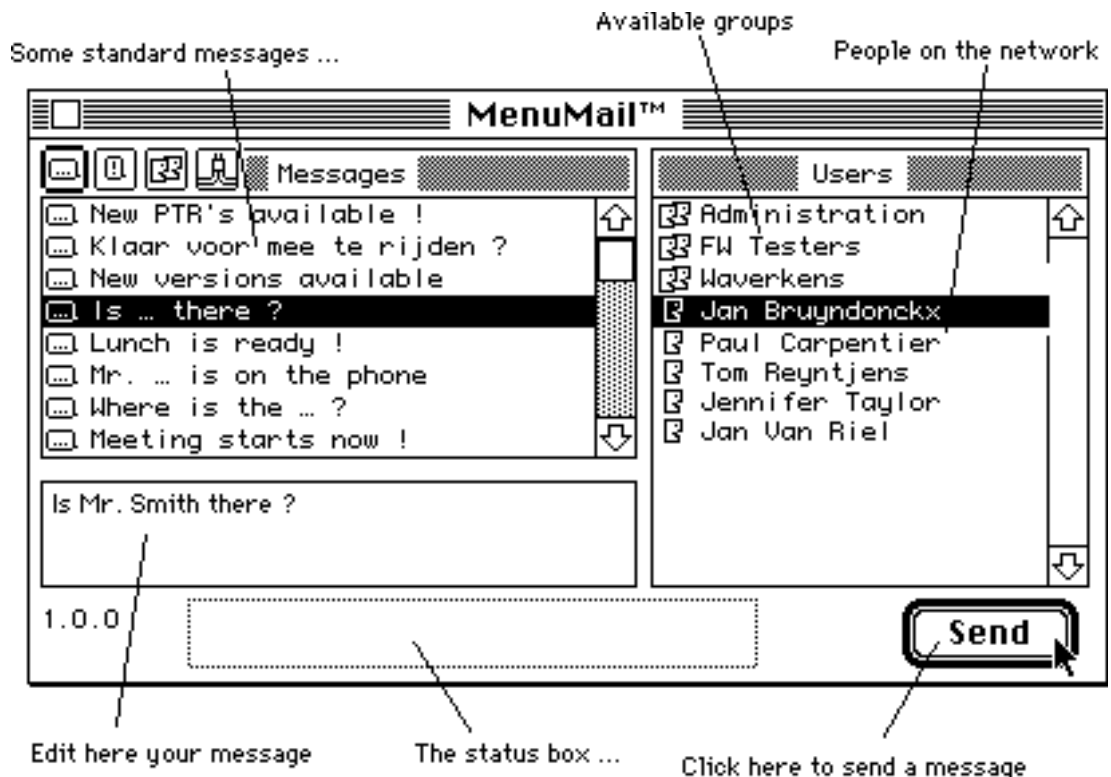 Available groups
Some standard messages ...
People on the network
MenuMail™
Messages
New PTR's available !
Klaar voor mee te rijden ?
New versions available
Is … there ?
Lunch is ready !
Mr. … is on the phone
Where is the … ?
Meeting starts now !
Users
Administration
FW Testers
Waverkens
Jan Bruyndonckx
Paul Carpentier
Tom Reyntjens
Jennifer Taylor
Jan Van Riel
Is Mr. Smith there ?
1.0.0
Send
Edit here your message
The status box ...
Click here to send a message